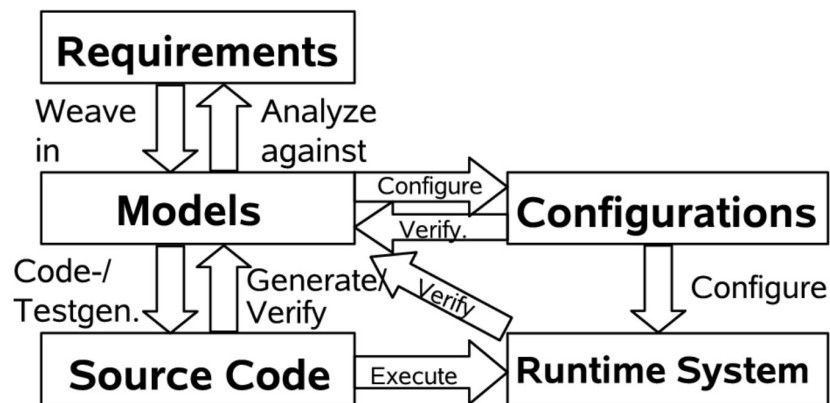 Requirements
Weave
in
Analyze
against
Configure
Models
Configurations
Verify.
Code-/
Testgen.
Generate/
Verify
Verify
Configure
Source Code
Execute
Runtime System